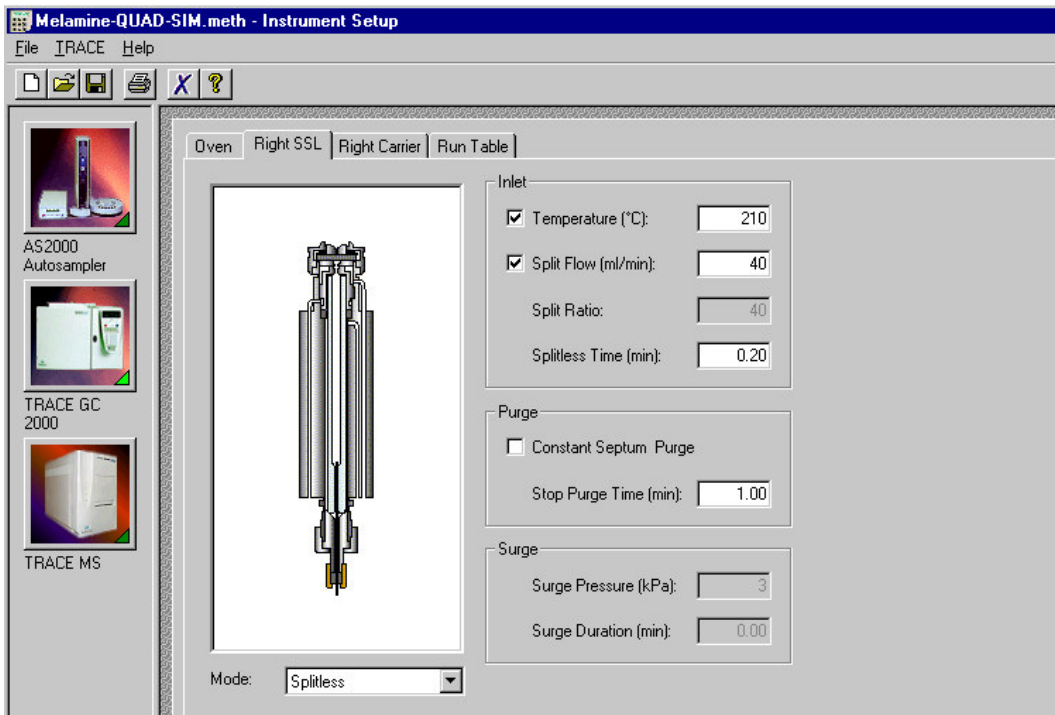 Melamine-QUAD-SIM.meth - Instrument Setup
File TRACE Help
AS2000
Autosampler
TRACE GC
2000
TRACE MS
Oven Right SSL Right Carrier Run Table
Mode: Splitless
Inlet
Temperature (°C): 210
Split Flow (ml/min): 40
Split Ratio: 40
Splitless Time (min): 0.20
Purge
Constant Septum Purge
Stop Purge Time (min): 1.00
Surge
Surge Pressure (kPa): 3
Surge Duration (min): 0.00